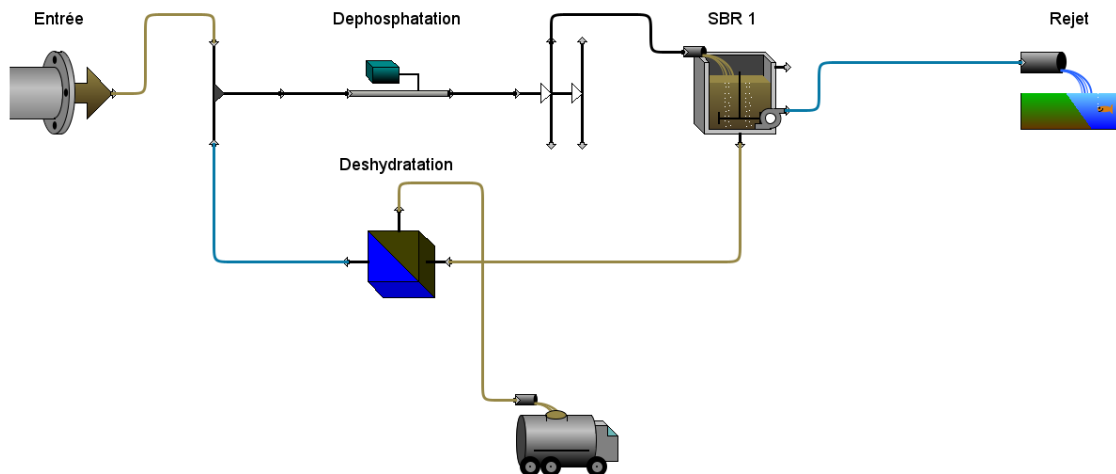 Entrée
Dephosphatation
SBR 1
Rejet
Deshydratation